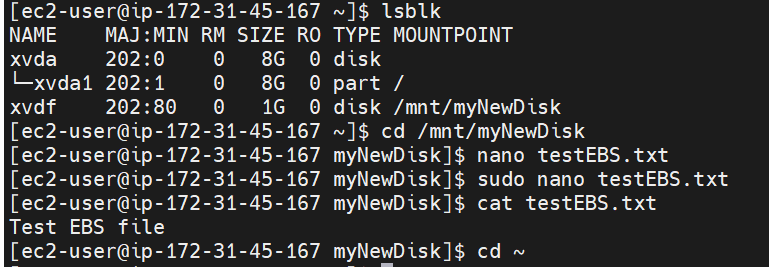 [ec2-user@ip-172-31-45-167 ~]$ lsblk
NAME    MAJ:MIN RM SIZE RO TYPE MOUNTPOINT
xvda    202:0    0   8G  0 disk
└─xvda1 202:1    0   8G  0 part /
xvdf    202:80   0   1G  0 disk /mnt/myNewDisk
[ec2-user@ip-172-31-45-167 ~]$ cd /mnt/myNewDisk
[ec2-user@ip-172-31-45-167 myNewDisk]$ nano testEBS.txt
[ec2-user@ip-172-31-45-167 myNewDisk]$ sudo nano testEBS.txt
[ec2-user@ip-172-31-45-167 myNewDisk]$ cat testEBS.txt
Test EBS file
[ec2-user@ip-172-31-45-167 myNewDisk]$ cd ~